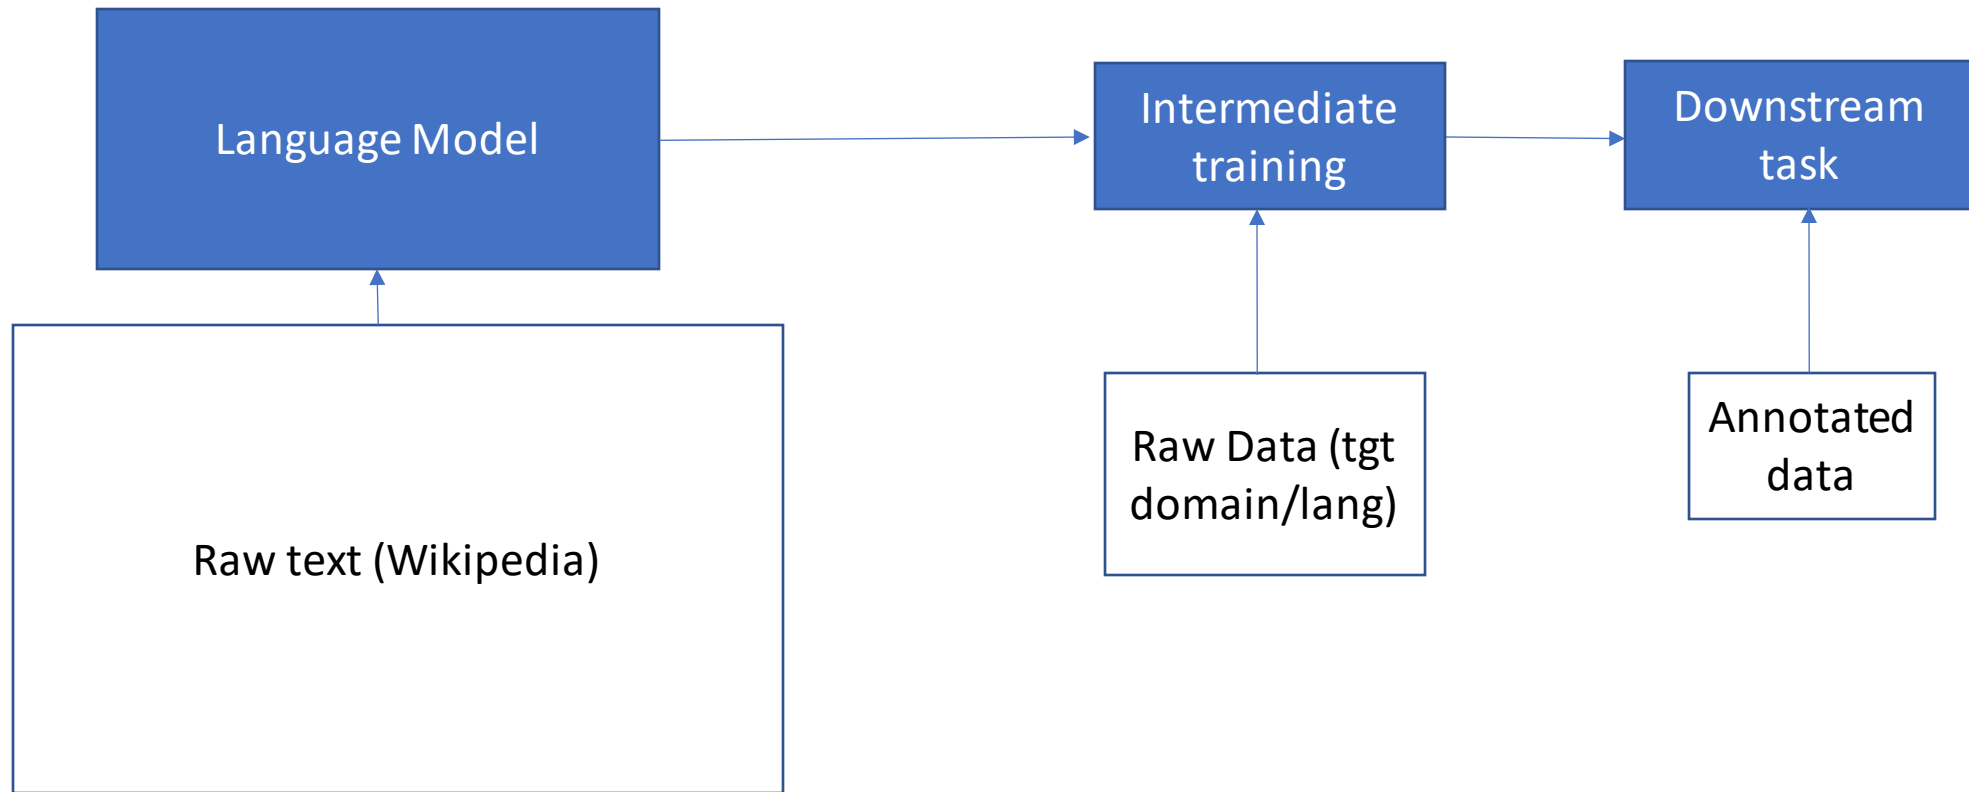 Language Model
Intermediate
training
Downstream
task
Raw text (Wikipedia)
Raw Data (tgt
domain/lang)
Annotated
data